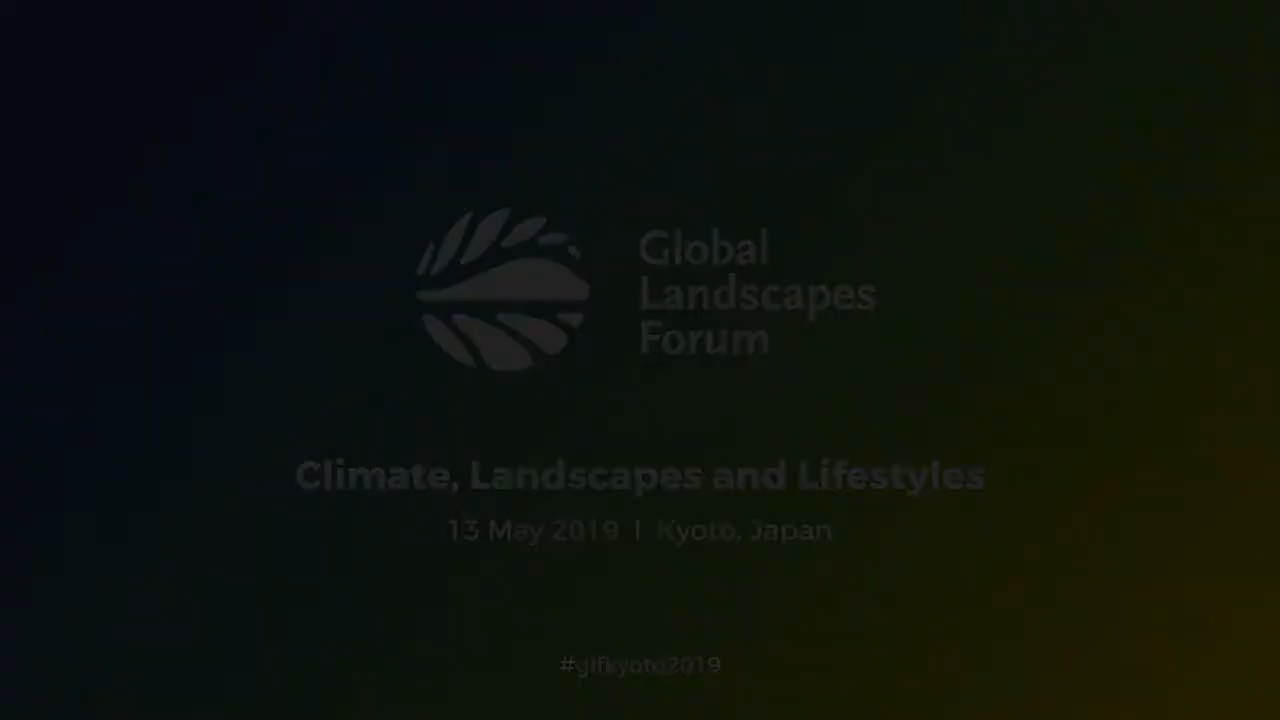 Global
Landscapes
Forum
Climate, Landscapes and Lifestyles
13 May 2019 | Kyoto, Japan
#glfkyoto2019